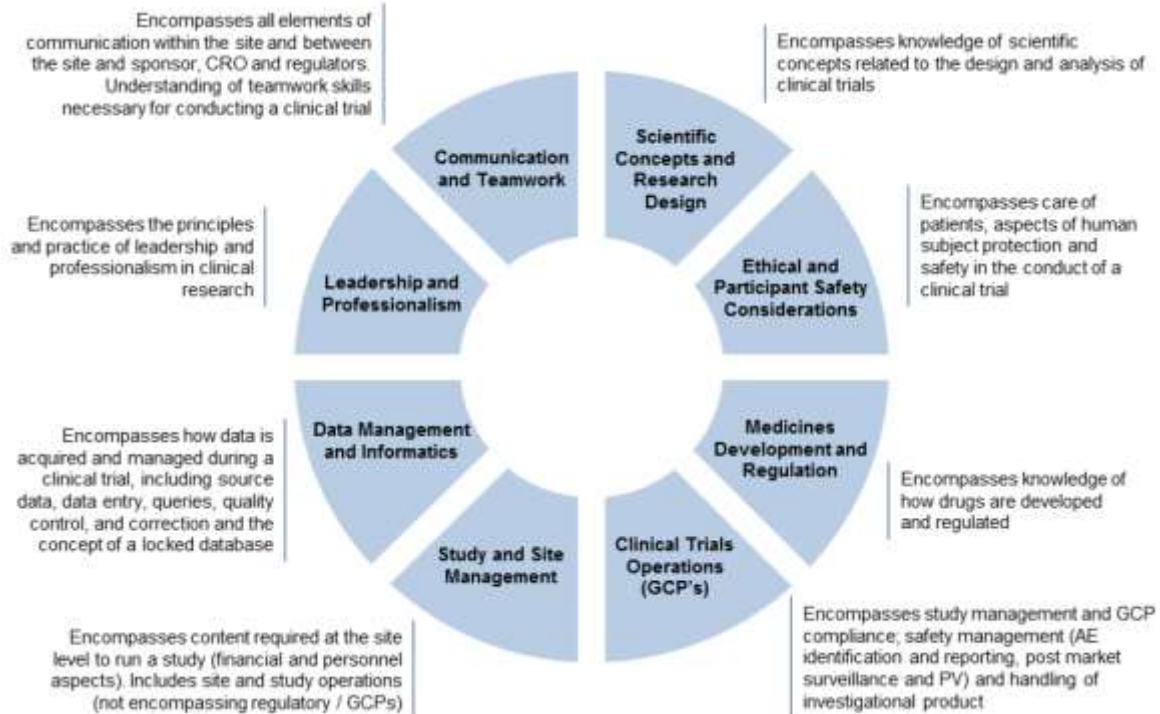 Encompasses all elements of
communication within the site and between
the site and sponsor, CRO and regulators.
Understanding of teamwork skills
necessary for conducting a clinical trial
Communication
and Teamwork
Scientific
Concepts and
Research
Design
Encompasses knowledge of scientific
concepts related to the design and analysis of
clinical trials
Encompasses the principles
and practice of leadership and
professionalism in clinical
research
Leadership and
Professionalism
Ethical and
Participant Safety
Considerations
Encompasses care of
patients, aspects of human
subject protection and
safety in the conduct of a
clinical trial
Encompasses how data is
acquired and managed during a
clinical trial, including source
data, data entry, queries, quality
control, and correction and the
concept of a locked database
Data Management
and Informatics
Medicines
Development and
Regulation
Encompasses knowledge of
how drugs are developed
and regulated
Encompasses content required at the site
level to run a study (financial and personnel
aspects). Includes site and study operations
(not encompassing regulatory / GCPs)
Study and Site
Management
Clinical Trials
Operations
(GCP's)
Encompasses study management and GCP
compliance; safety management (AE
identification and reporting, post market
surveillance and PV) and handling of
investigational product